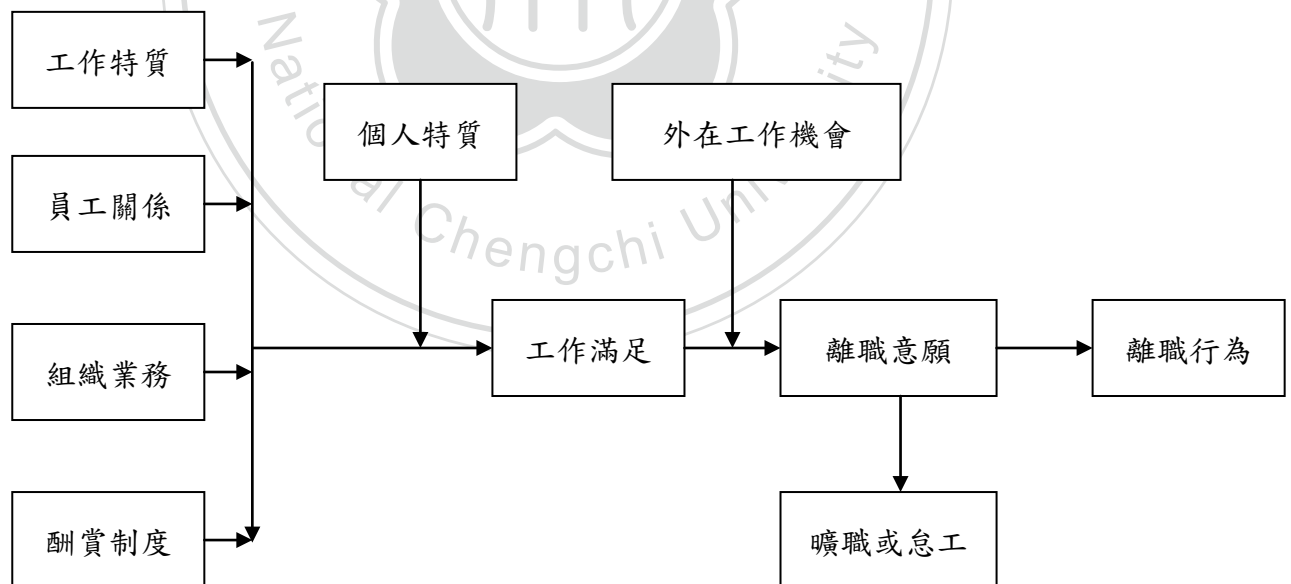 工作特質
個人特質
外在工作機會
員工關係
工作滿足
離職意願
離職行為
組織業務
酬賞制度
曠職或怠工
National Chengchi University